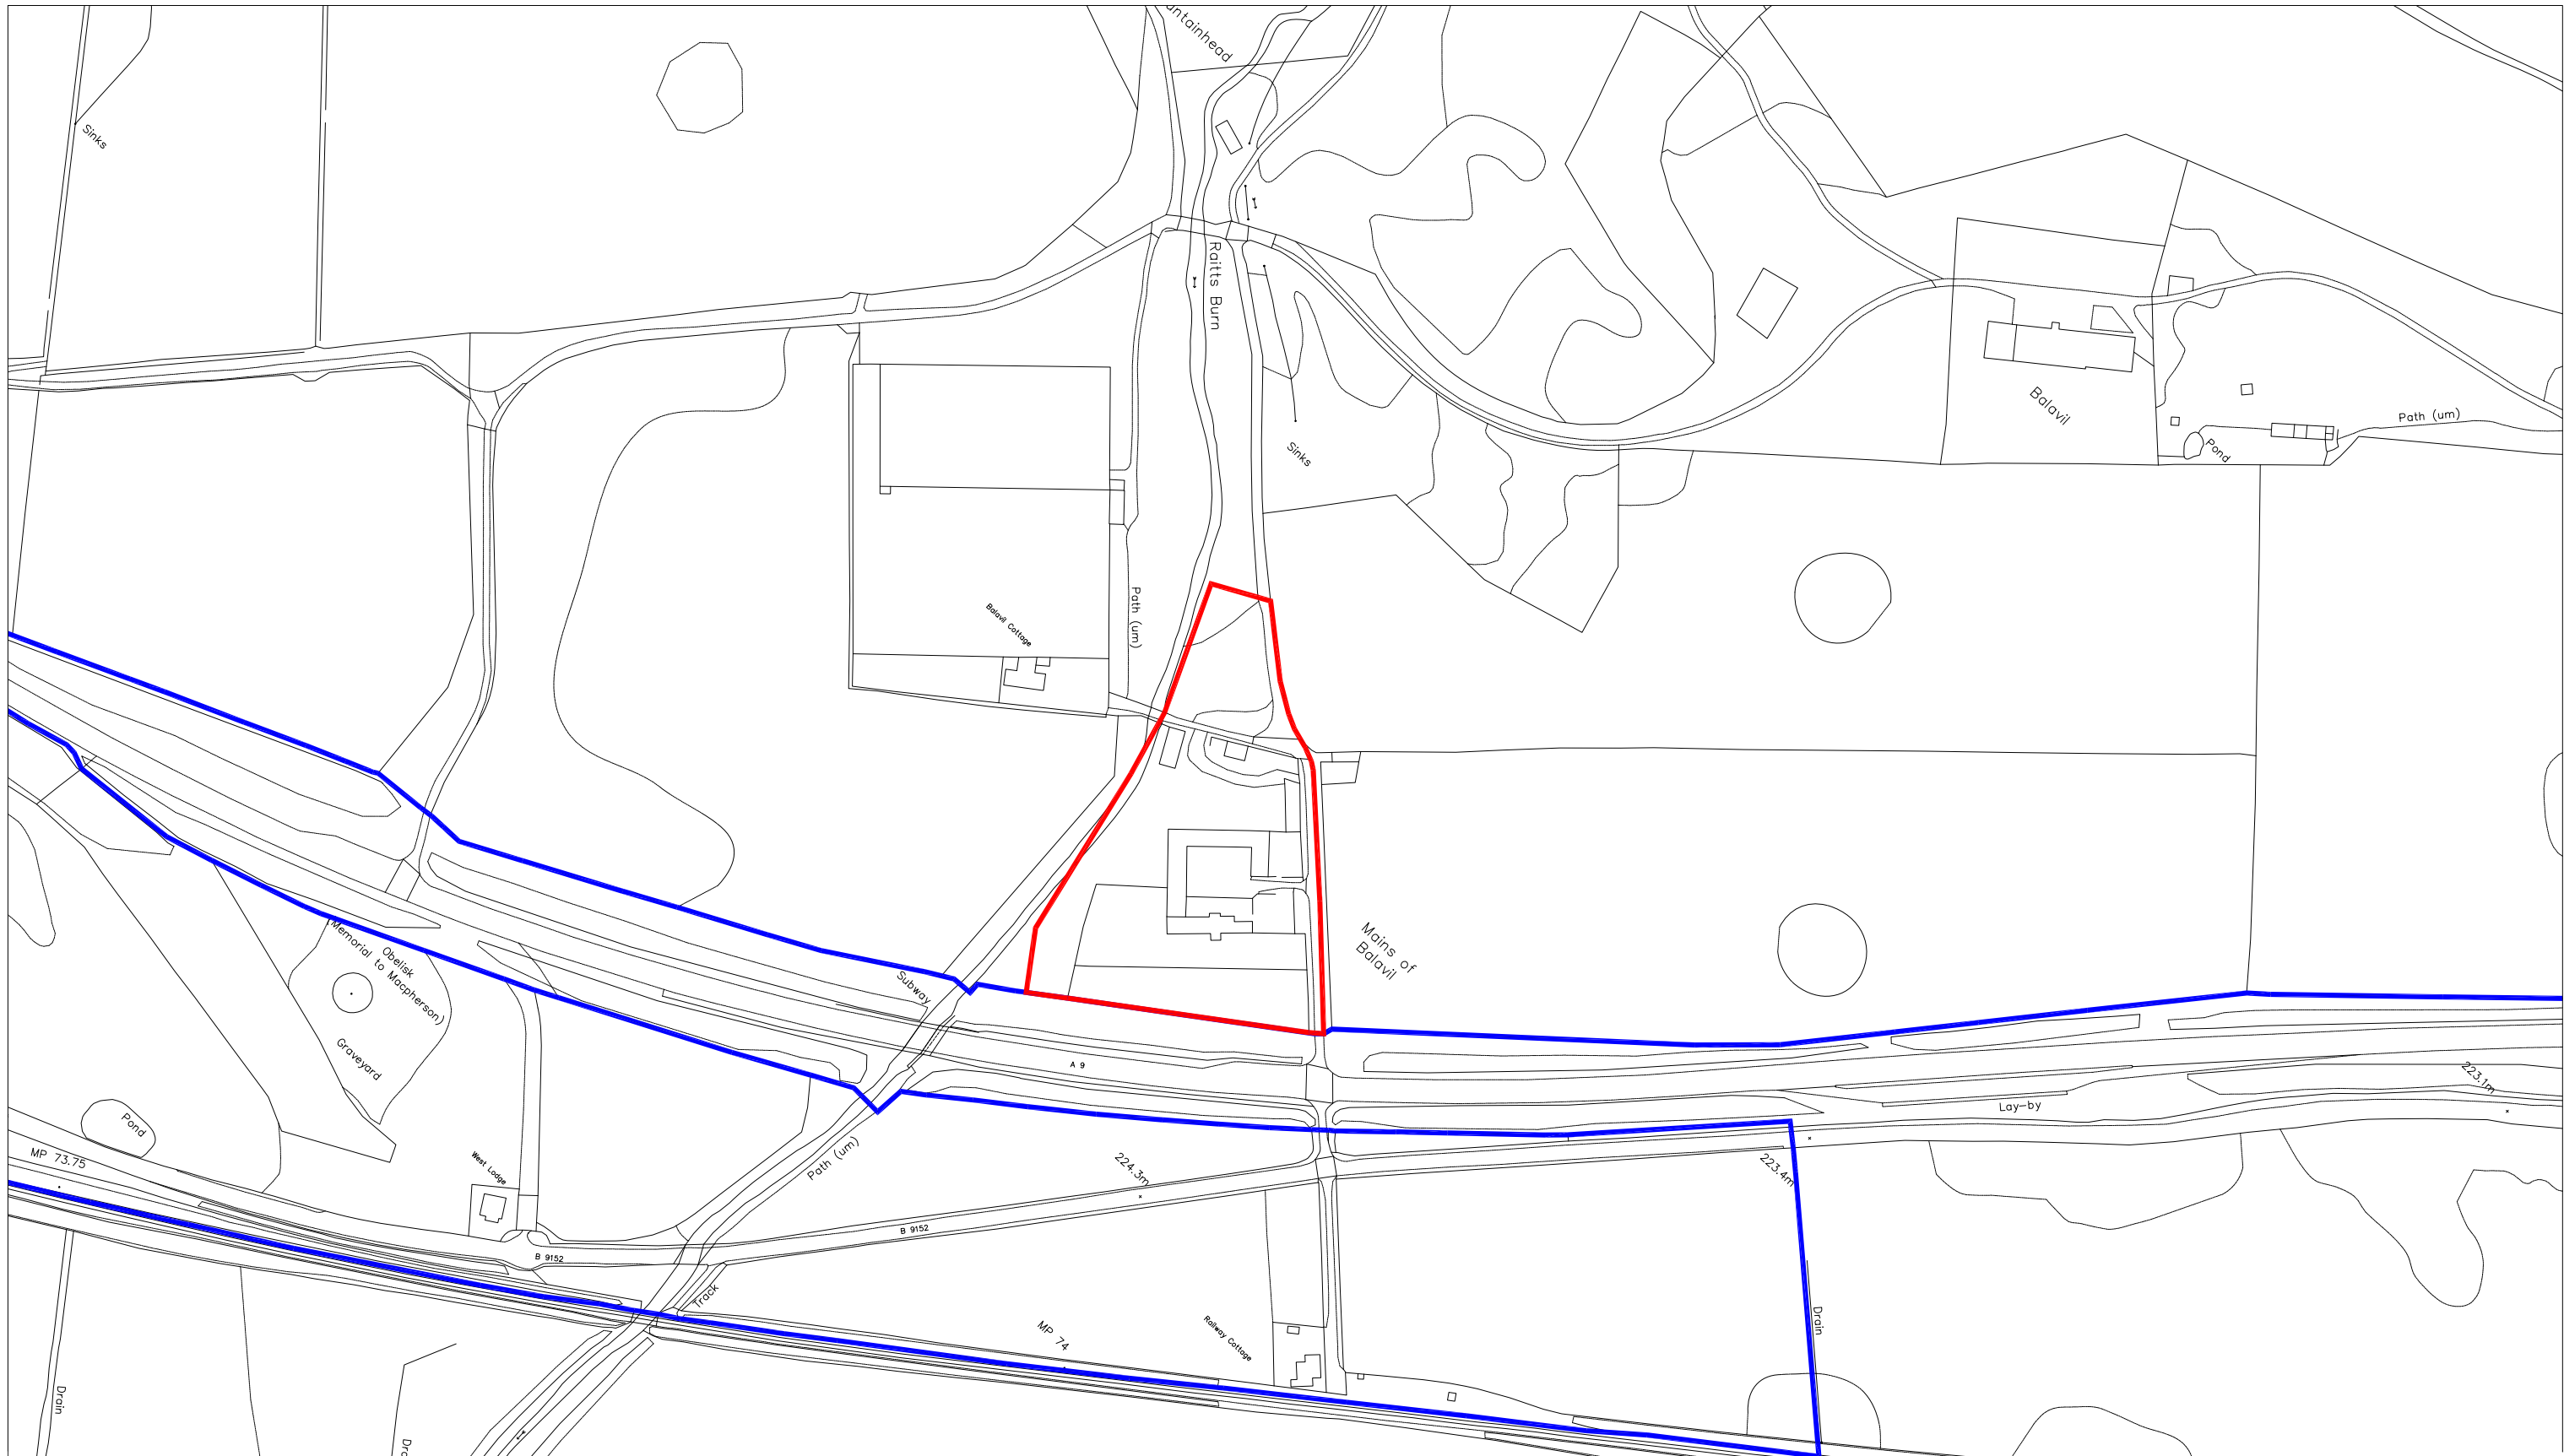 untainhead
Sinks
Raitts Burn
Balavil
Path (um)
Pond
Sinks
Path (um)
Balavil Cottage
Mains of
Balavil
Obelisk
(Memorial to Macpherson)
Subway
Graveyard
A 9
223.1m
Lay-by
Pond
MP 73.75
West Lodge
Path (um)
224.3m
223.4m
B 9152
B 9152
Track
MP 74
Railway Cottage
Drain
Drain
Dra